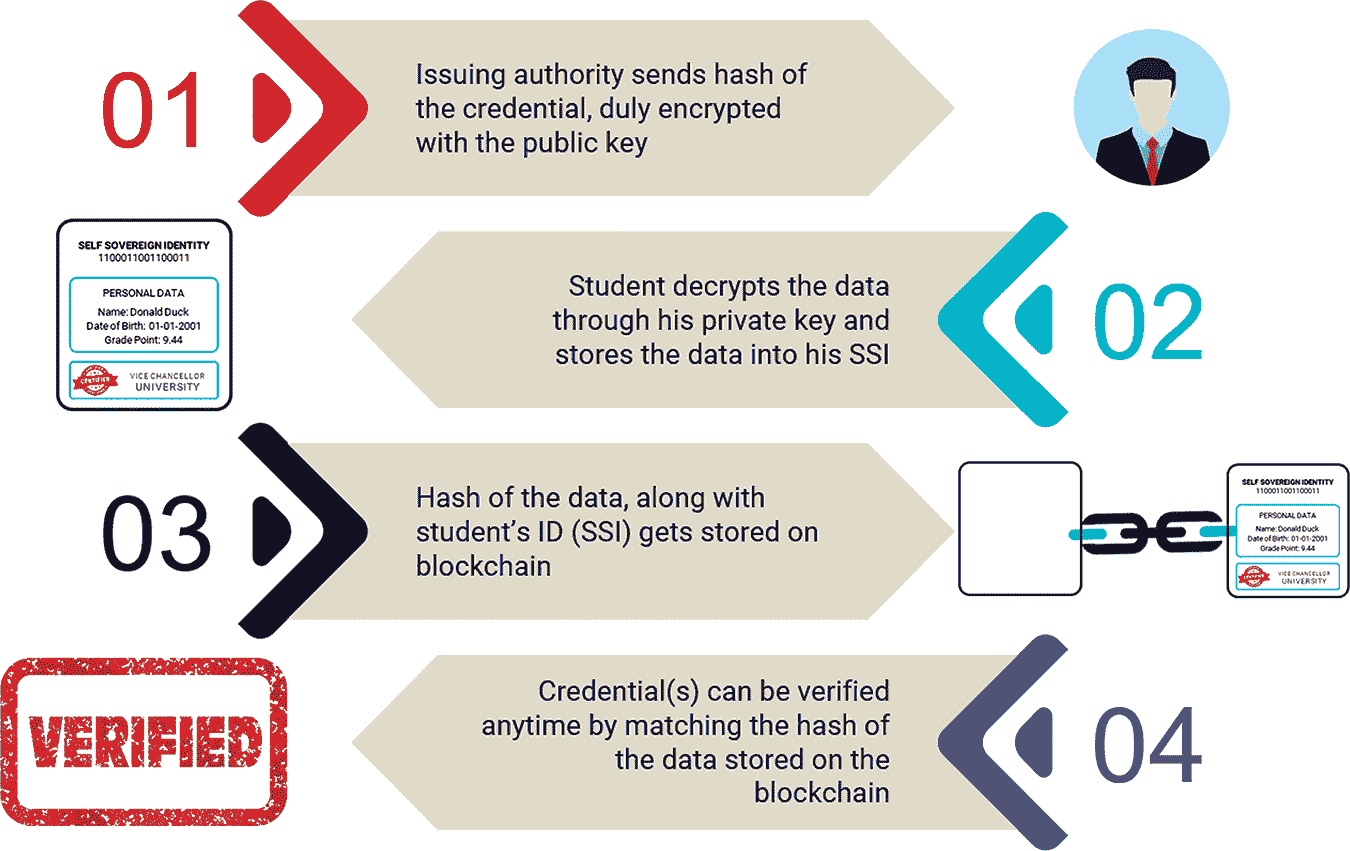 01
Issuing authority sends hash of
the credential, duly encrypted
with the public key
SELF SOVEREIGN IDENTITY
1100011001100011
PERSONAL DATA
Name: Donald Duck
Date of Birth: 01-01-2001
Grade Point: 9.44
CERTIFIED
VICE CHANCELLOR
UNIVERSITY
Student decrypts the data
through his private key and
stores the data into his SSI
02
03
Hash of the data, along with
student’s ID (SSI) gets stored on
blockchain
SELF SOVEREIGN IDENTITY
1100011001100011
PERSONAL DATA
Name: Donald Duck
Date of Birth: 01-01-2001
Grade Point: 9.44
CERTIFIED
VICE CHANCELLOR
UNIVERSITY
VERIFIED
Credential(s) can be verified
anytime by matching the hash of
the data stored on the
blockchain
04